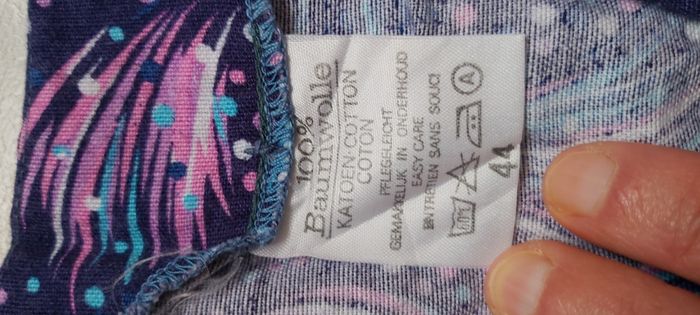 100%
Baumwolle
KATOEN·COTTON
COTON
PFLEGELEICHT
GEMAKKELIJK IN ONDERHOUD
EASY CARE
ENTRETIEN SANS SOUCI
A
44